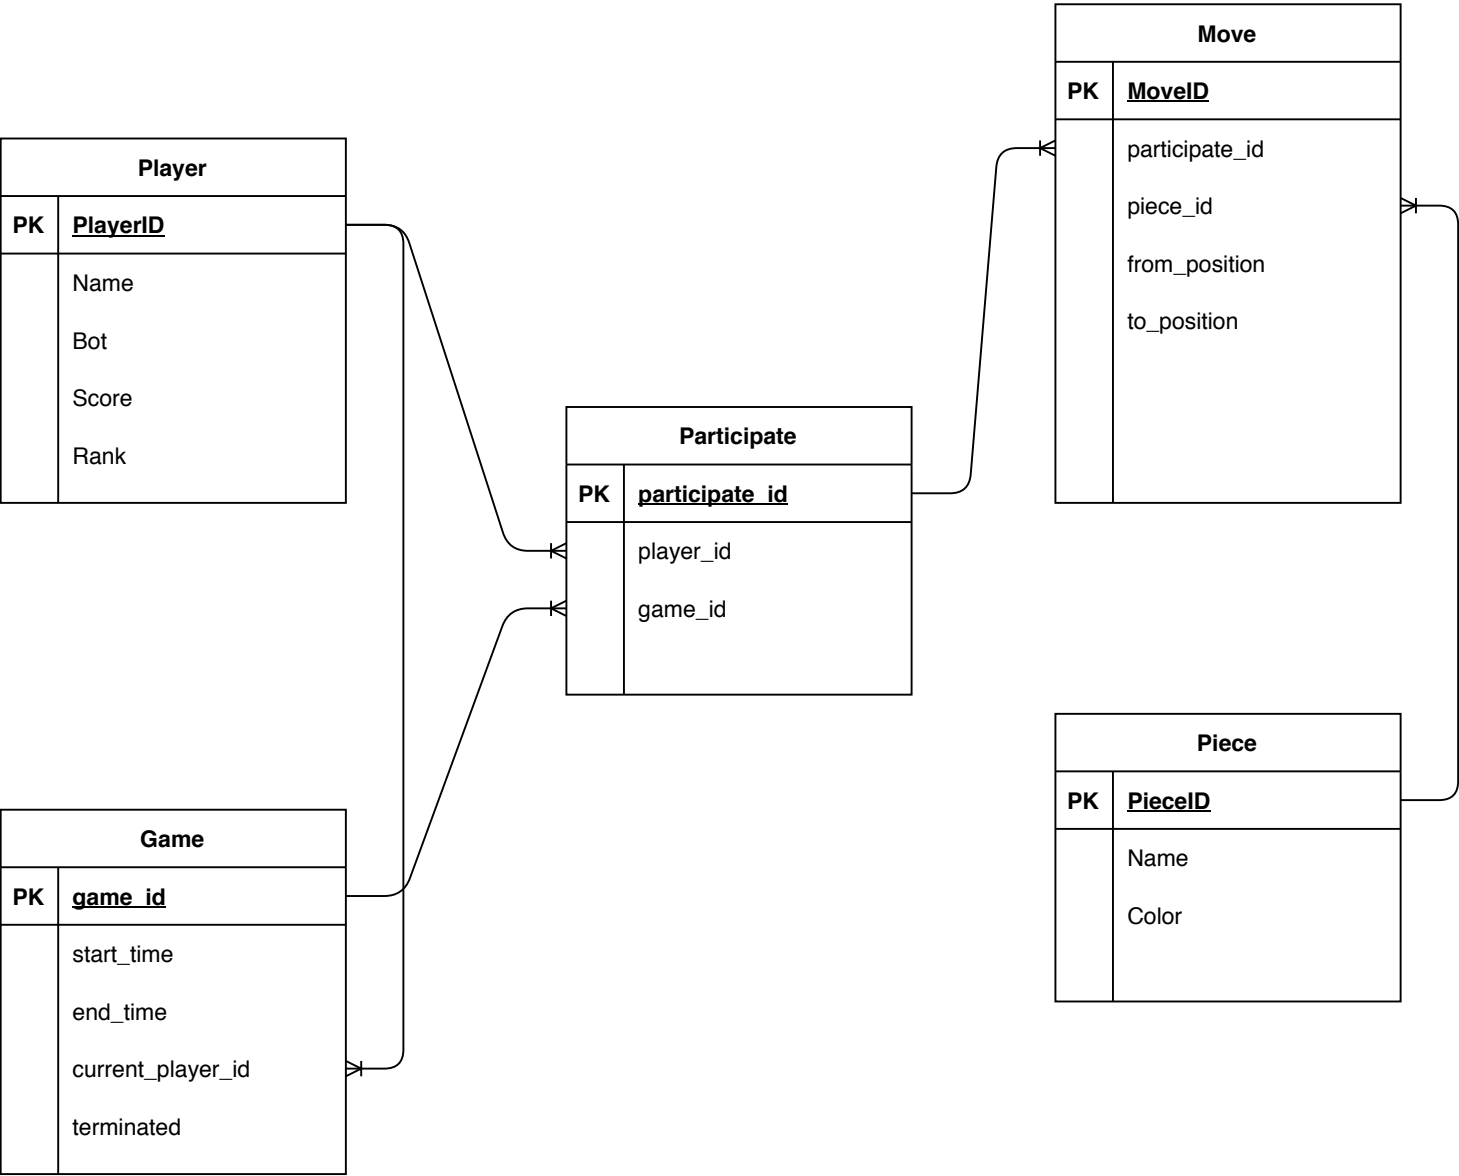 Player
PK PlayerID
Name
Bot
Score
Rank
Game
PK game_id
start_time
end_time
current_player_id
terminated
Participate
PK participate_id
player_id
game_id
Move
PK MoveID
participate_id
piece_id
from_position
to_position
Piece
PK PieceID
Name
Color